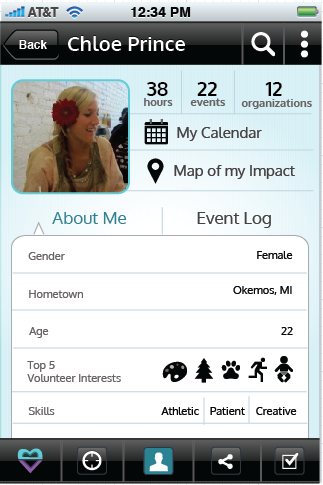 AT&T 12:34 PM
Back Chloe Prince
38 22 12
hours events organizations
My Calendar
Map of my Impact
About Me Event Log
Gender Female
Hometown Okemos, MI
Age 22
Top 5
Volunteer Interests
Skills Athletic Patient Creative